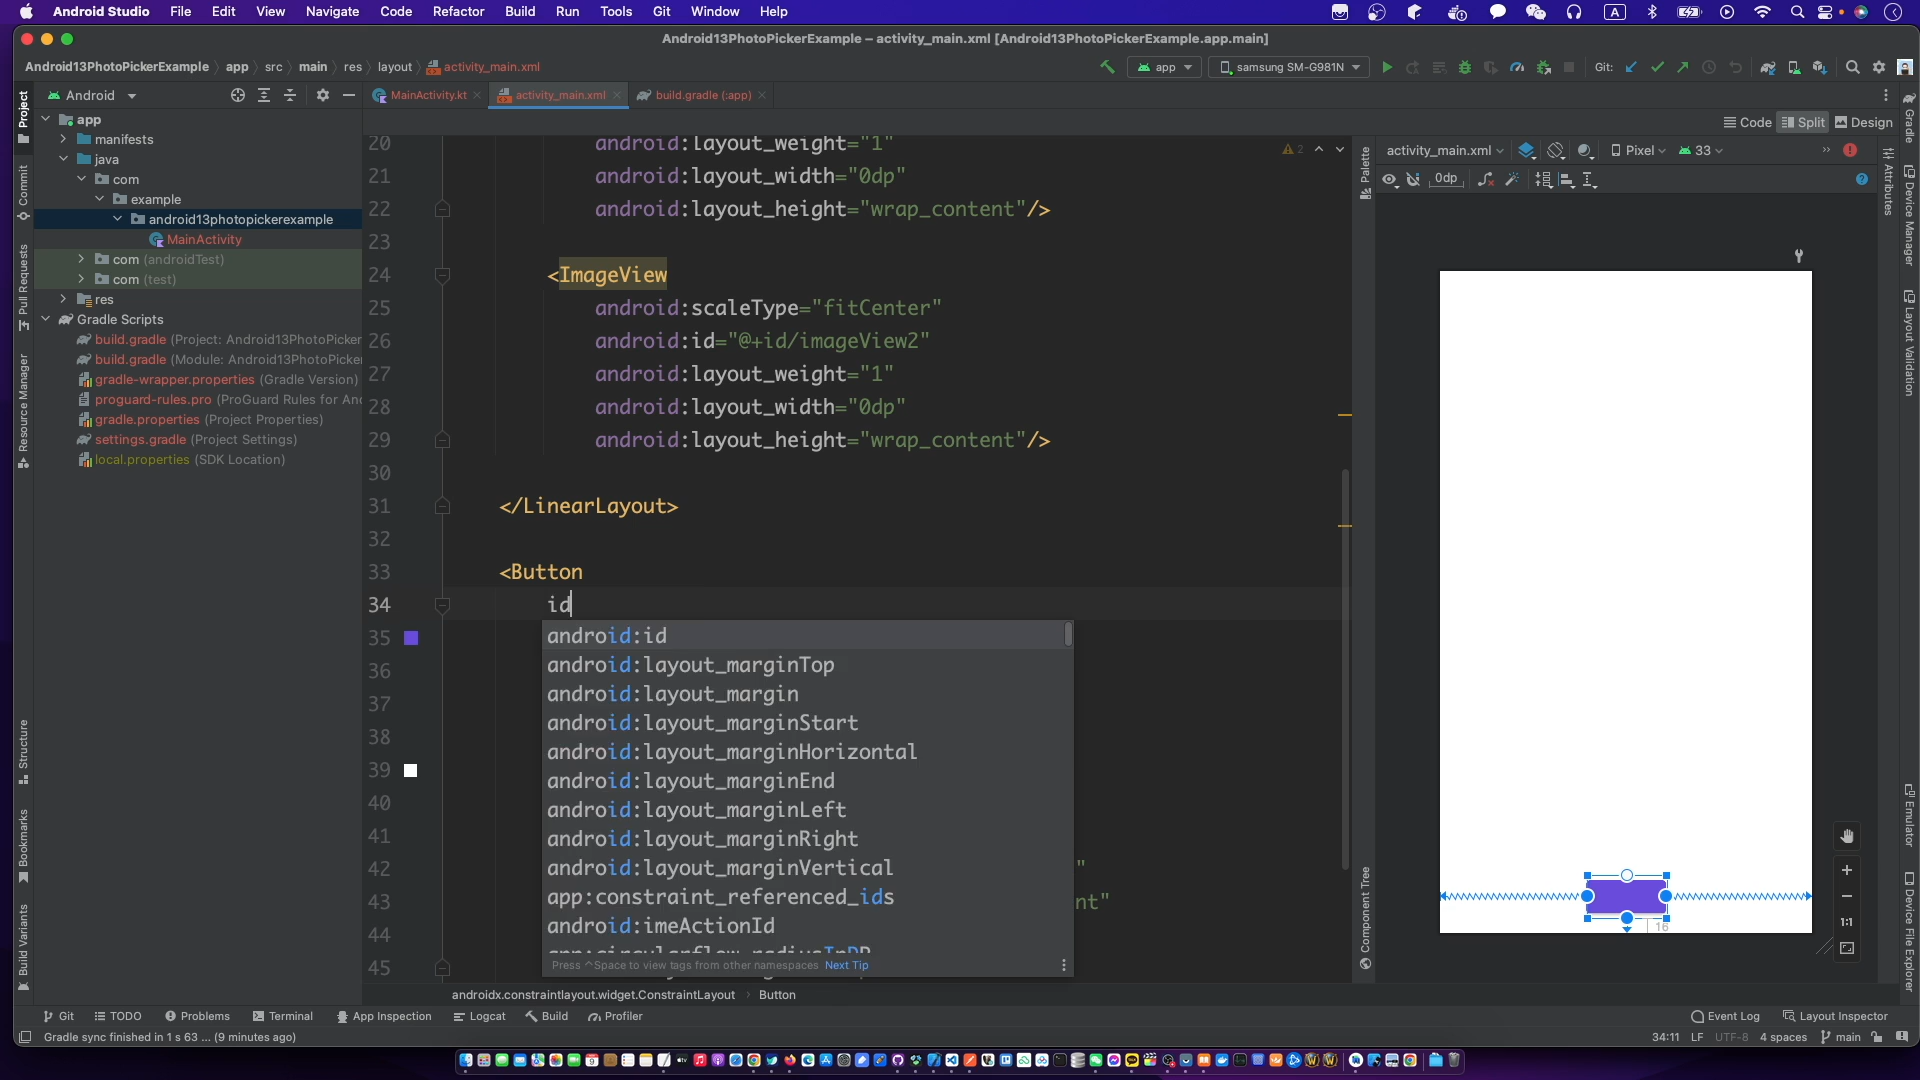 Android Studio File Edit View Navigate Code Refactor Build Run Tools Git Window Help
Android13PhotoPickerExample – activity_main.xml [Android13PhotoPickerExample.app.main]
Android13PhotoPickerExample app src main res layout activity_main.xml
app samsung SM-G981N Git:
Android
MainActivity.kt activity_main.xml build.gradle (:app)
Code Split Design
activity_main.xml Pixel 33
0dp
Project
Commit
Pull Requests
Resource Manager
Structure
Bookmarks
Build Variants
app
manifests
java
com
example
android13photopickerexample
MainActivity
com (androidTest)
com (test)
res
Gradle Scripts
build.gradle (Project: Android13PhotoPicker
build.gradle (Module: Android13PhotoPicke
gradle-wrapper.properties (Gradle Version)
proguard-rules.pro (ProGuard Rules for And
gradle.properties (Project Properties)
settings.gradle (Project Settings)
local.properties (SDK Location)
2
20 android:layout_weight="1"
21 android:layout_width="0dp"
22 android:layout_height="wrap_content"/>
23
24 <ImageView
25 android:scaleType="fitCenter"
26 android:id="@+id/imageView2"
27 android:layout_weight="1"
28 android:layout_width="0dp"
29 android:layout_height="wrap_content"/>
30
31 </LinearLayout>
32
33 <Button
34 id
35
36
37
38
39
40
41
42 "
43 nt"
44
45
android:id
android:layout_marginTop
android:layout_margin
android:layout_marginStart
android:layout_marginHorizontal
android:layout_marginEnd
android:layout_marginLeft
android:layout_marginRight
android:layout_marginVertical
app:constraint_referenced_ids
android:imeActionId
Press ^Space to view tags from other namespaces Next Tip
Palette
Component Tree
Attributes
16
1:1
Gradle
Device Manager
Layout Validation
Emulator
Device File Explorer
androidx.constraintlayout.widget.ConstraintLayout Button
Git TODO Problems Terminal App Inspection Logcat Build Profiler Event Log Layout Inspector
Gradle sync finished in 1 s 63 ... (9 minutes ago) 34:11 LF UTF-8 4 spaces main